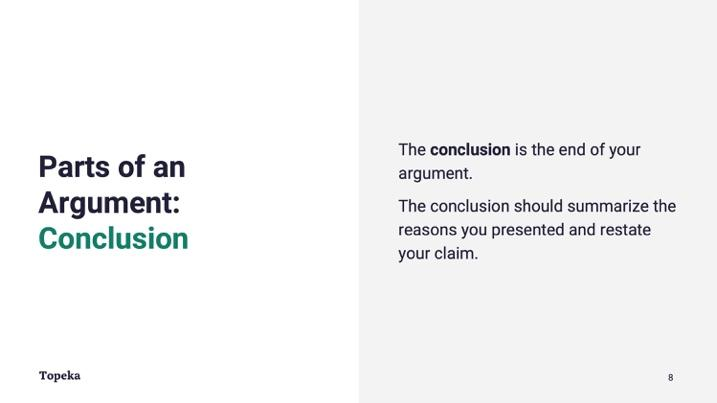 Parts of an
Argument:
Conclusion
The conclusion is the end of your
argument.
The conclusion should summarize the
reasons you presented and restate
your claim.
Topeka
8